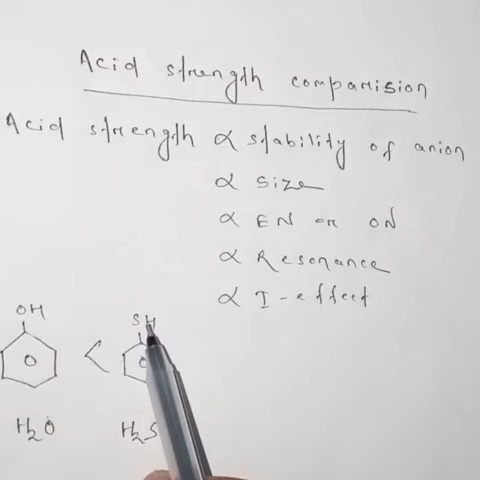 Acid strength comparision
Acid strength ∝ stability of anion
∝ size
∝ EN or ON
∝ Resonance
∝ I-effect
OH < SH
H₂O H₂S